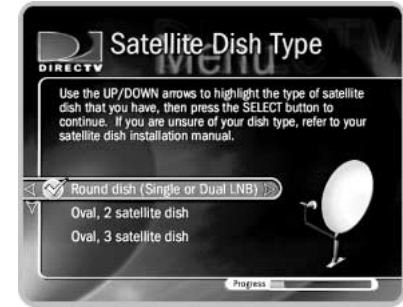 Satellite Dish Type
Menu
DIRECTV
Use the UP/DOWN arrows to highlight the type of satellite
dish that you have, then press the SELECT button to
continue. If you are unsure of your dish type, refer to your
satellite dish installation manual.
Round dish (Single or Dual LNB)
Oval, 2 satellite dish
Oval, 3 satellite dish
Progress